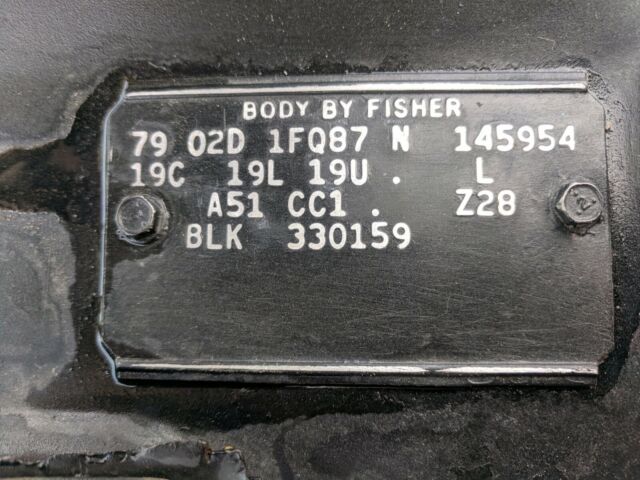 BODY BY FISHER
79 02D 1FQ87 N 145954
19C 19L 19U . L
A51 CC1 . Z28
BLK 330159